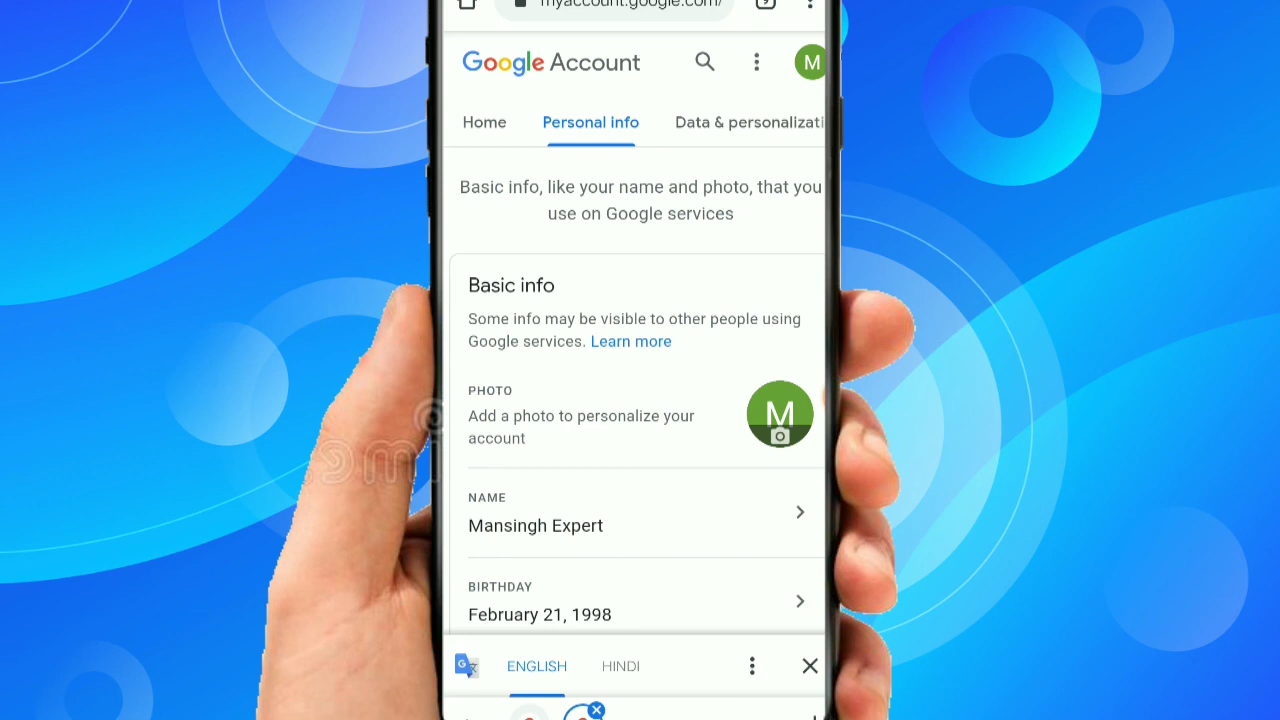 myaccount.google.com/
9
Google Account
M
Home Personal info Data & personalizati
Basic info, like your name and photo, that you
use on Google services
Basic info
Some info may be visible to other people using
Google services. Learn more
PHOTO
Add a photo to personalize your
account
M
NAME
Mansingh Expert
BIRTHDAY
February 21, 1998
G ENGLISH HINDI